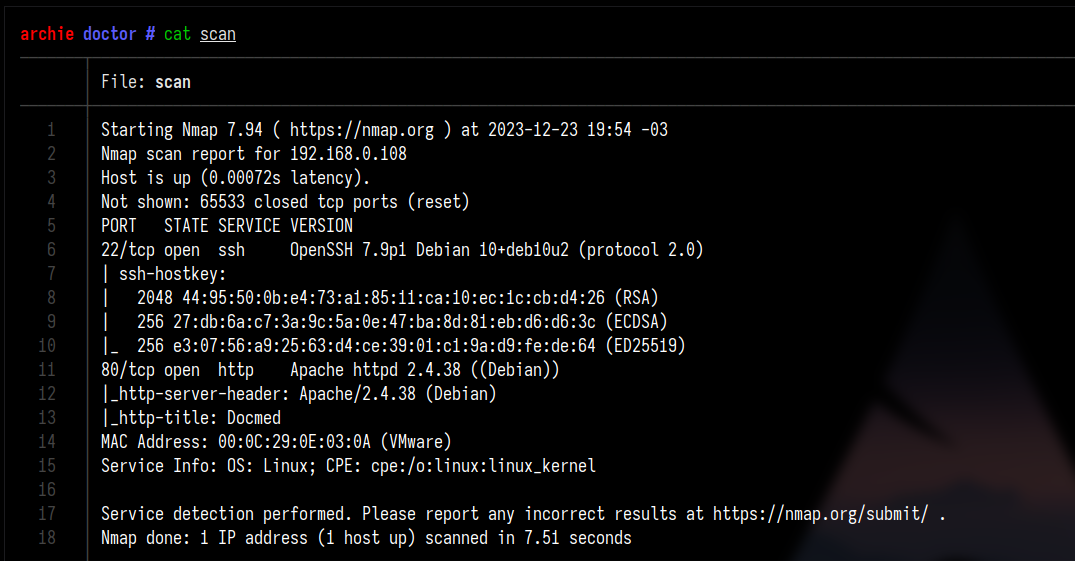 archie doctor # cat scan
File: scan
1 Starting Nmap 7.94 ( https://nmap.org ) at 2023-12-23 19:54 -03
2 Nmap scan report for 192.168.0.108
3 Host is up (0.00072s latency).
4 Not shown: 65533 closed tcp ports (reset)
5 PORT   STATE SERVICE VERSION
6 22/tcp open  ssh     OpenSSH 7.9p1 Debian 10+deb10u2 (protocol 2.0)
7 | ssh-hostkey:
8 |   2048 44:95:50:0b:e4:73:a1:85:11:ca:10:ec:1c:cb:d4:26 (RSA)
9 |   256 27:db:6a:c7:3a:9c:5a:0e:47:ba:8d:81:eb:d6:d6:3c (ECDSA)
10 |_  256 e3:07:56:a9:25:63:d4:ce:39:01:c1:9a:d9:fe:de:64 (ED25519)
11 80/tcp open  http    Apache httpd 2.4.38 ((Debian))
12 |_http-server-header: Apache/2.4.38 (Debian)
13 |_http-title: Docmed
14 MAC Address: 00:0C:29:0E:03:0A (VMware)
15 Service Info: OS: Linux; CPE: cpe:/o:linux:linux_kernel
16
17 Service detection performed. Please report any incorrect results at https://nmap.org/submit/ .
18 Nmap done: 1 IP address (1 host up) scanned in 7.51 seconds